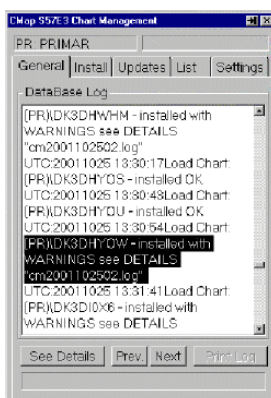 CMap S57E3 Chart Management
PR: PRIMAR
General Install Updates List Settings
DataBase Log
(PR)\DK3DHWHM - installed with
WARNINGS see DETAILS
"cm2001102502.log"
UTC:20011025 13:30:17Load Chart:
(PR)\DK3DHYOS - installed OK
UTC:20011025 13:30:43Load Chart:
(PR)\DK3DHYOU - installed OK
UTC:20011025 13:30:54Load Chart:
(PR)\DK3DHYOW - installed with
WARNINGS see DETAILS
"cm2001102502.log"
UTC:20011025 13:31:41Load Chart:
(PR)\DK3DI0X6 - installed with
WARNINGS see DETAILS
See Details Prev. Next Print Log